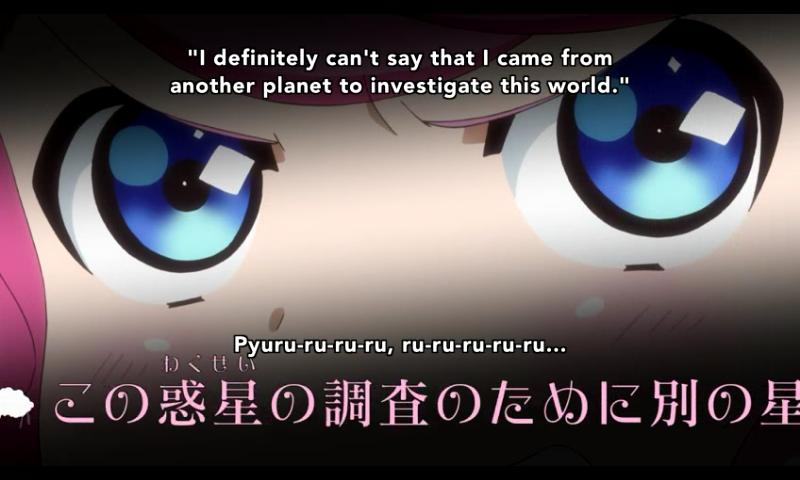 "I definitely can't say that I came from
another planet to investigate this world."
Pyuru-ru-ru-ru, ru-ru-ru-ru-ru...
わくせい
この惑星の調査のために別の星